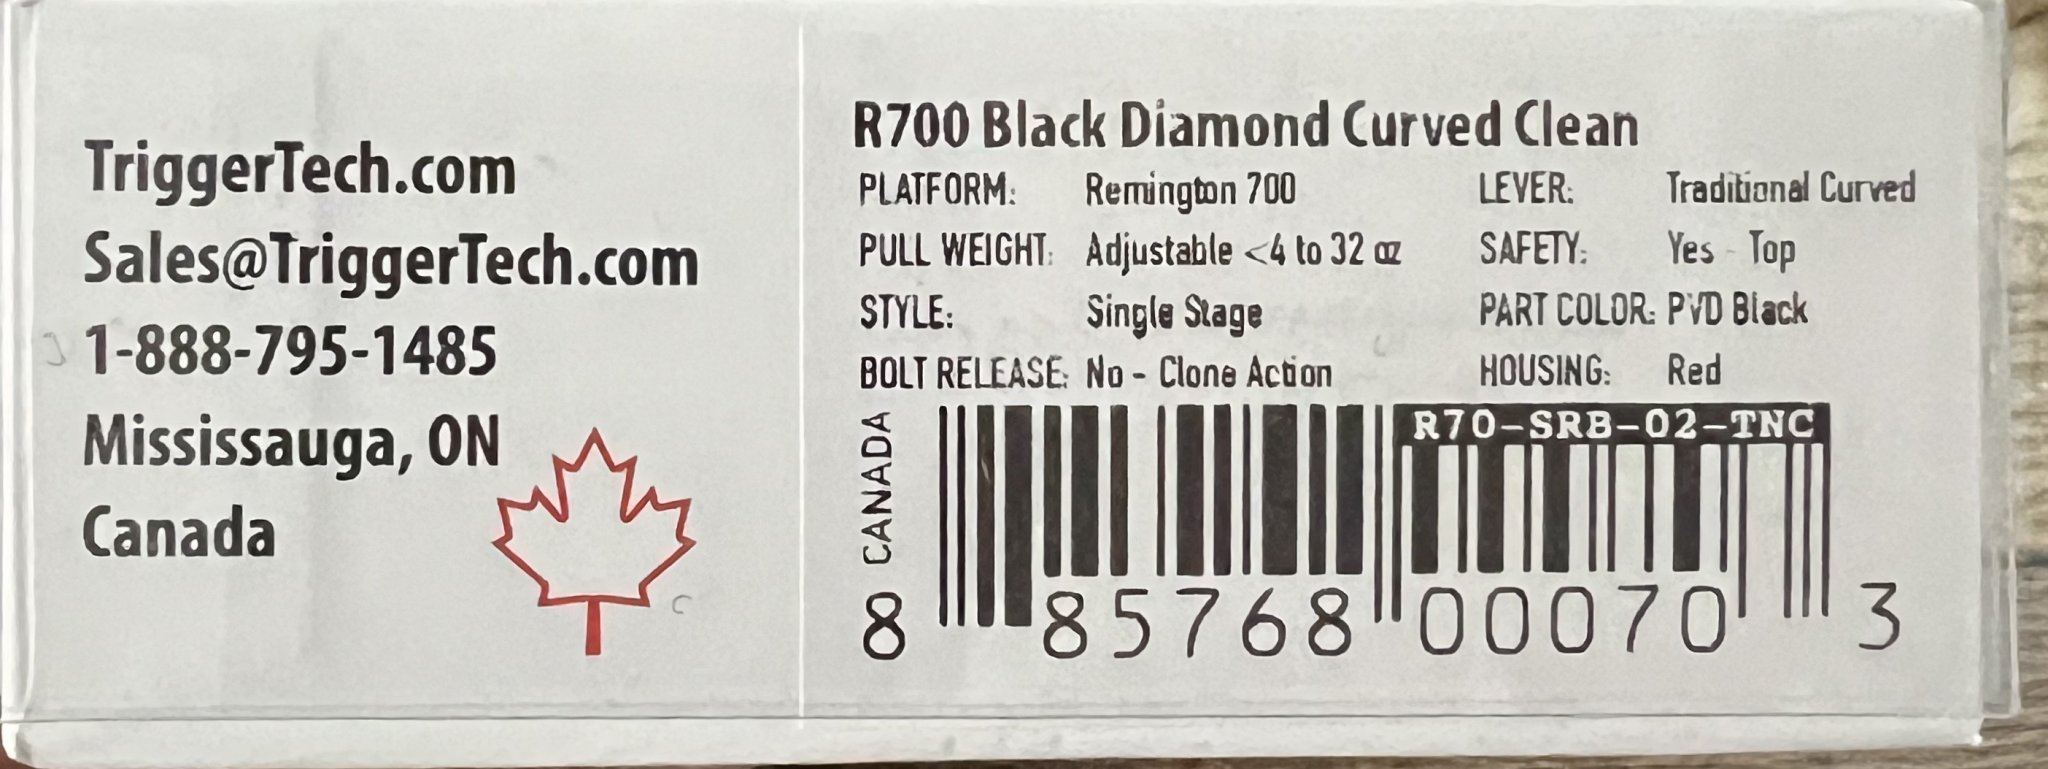 TriggerTech.com
Sales@TriggerTech.com
1-888-795-1485
Mississauga, ON
Canada
R700 Black Diamond Curved Clean
PLATFORM: Remington 700 LEVER: Traditional Curved
PULL WEIGHT: Adjustable <4 to 32 oz SAFETY: Yes - Top
STYLE: Single Stage PART COLOR: PVD Black
BOLT RELEASE: No - Clone Action HOUSING: Red
CANADA
R70-SRB-02-TNC
8 85768 00070 3